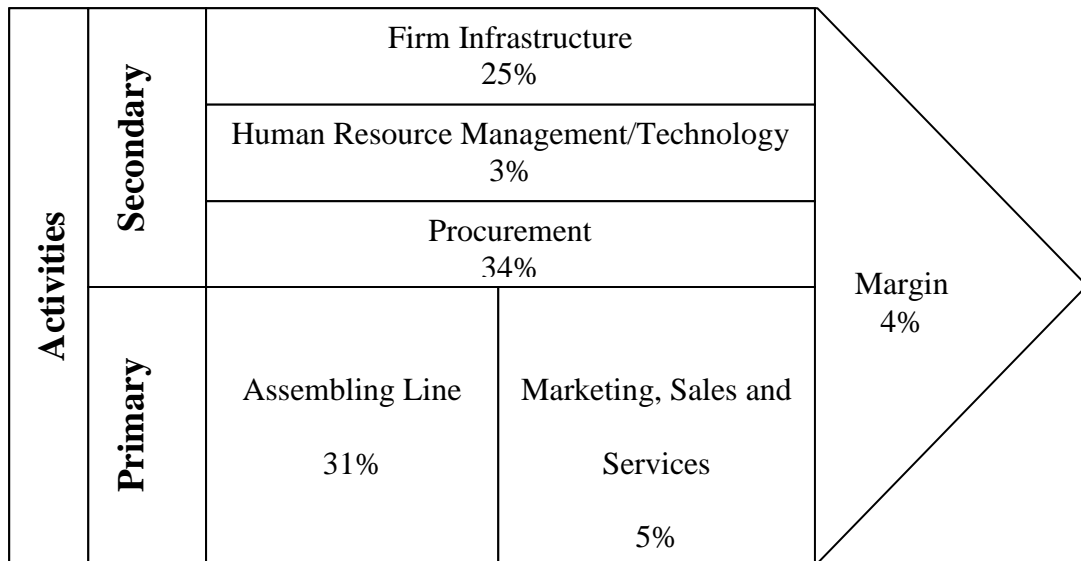 Activities
Secondary
Firm Infrastructure
25%
Human Resource Management/Technology
3%
Procurement
34%
Primary
Assembling Line
31%
Marketing, Sales and
Services
5%
Margin
4%